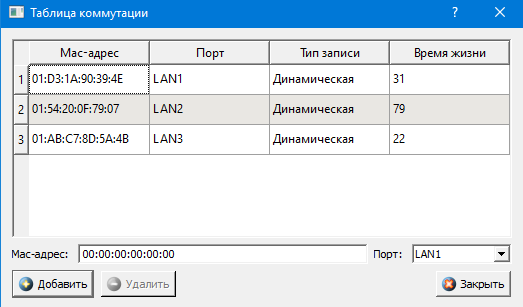 Таблица коммутации
Mac-адрес Порт Тип записи Время жизни
1 01:D3:1A:90:39:4E LAN1 Динамическая 31
2 01:54:20:0F:79:07 LAN2 Динамическая 79
3 01:AB:C7:8D:5A:4B LAN3 Динамическая 22
Mac-адрес: 00:00:00:00:00:00 Порт: LAN1
Добавить Удалить Закрыть